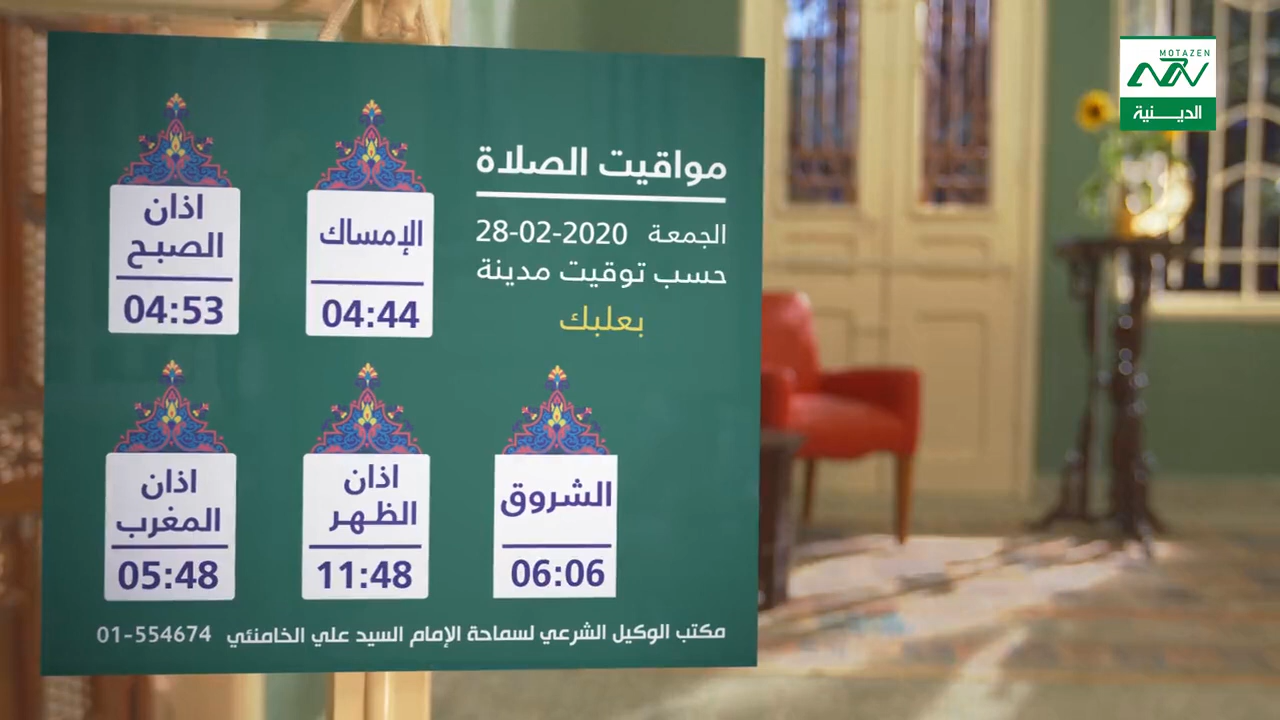 MOTAZEN
الدينية
مواقيت الصلاة
الجمعة 28-02-2020
حسب توقيت مدينة
بعلبك
الإمساك
04:44
اذان
الصبح
04:53
الشروق
06:06
اذان
الظهر
11:48
اذان
المغرب
05:48
مكتب الوكيل الشرعي لسماحة الإمام السيد علي الخامنئي 01-554674